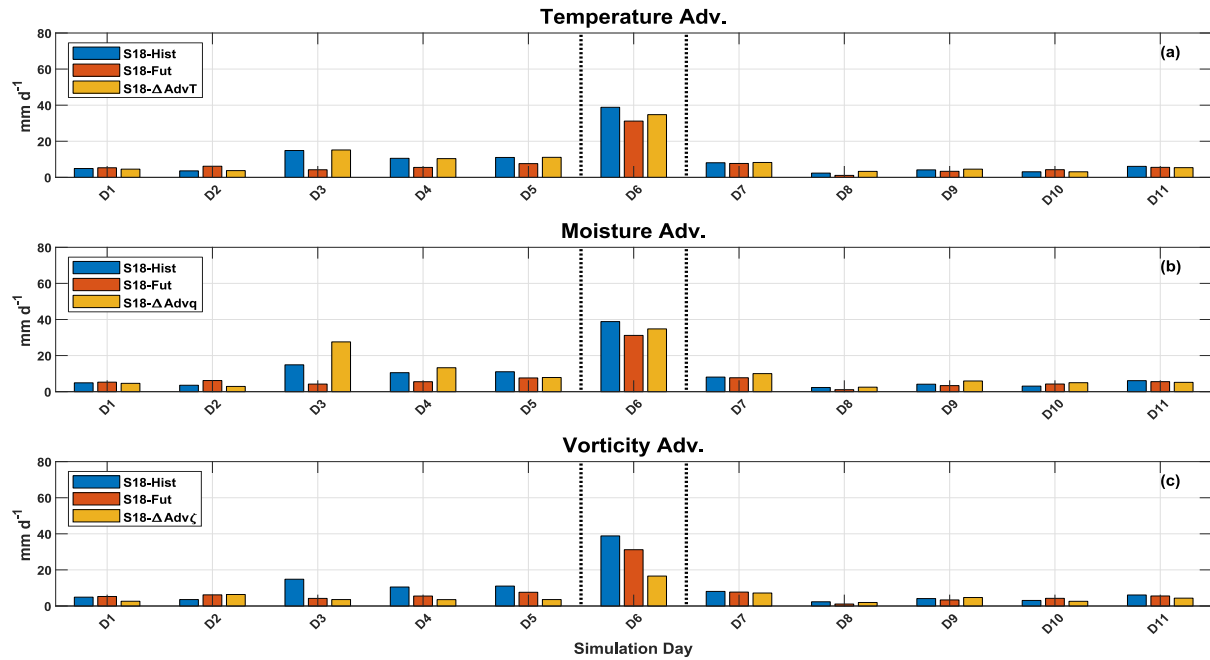 Temperature Adv.
80
60
40
20
0
mm d⁻¹
S18-Hist
S18-Fut
S18-Δ AdvT
(a)
D1 D2 D3 D4 D5 D6 D7 D8 D9 D10 D11
Moisture Adv.
80
60
40
20
0
mm d⁻¹
S18-Hist
S18-Fut
S18-Δ Advq
(b)
D1 D2 D3 D4 D5 D6 D7 D8 D9 D10 D11
Vorticity Adv.
80
60
40
20
0
mm d⁻¹
S18-Hist
S18-Fut
S18-Δ Advζ
(c)
D1 D2 D3 D4 D5 D6 D7 D8 D9 D10 D11
Simulation Day